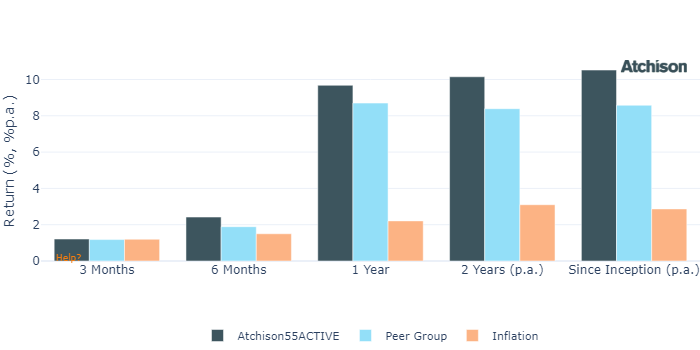 Atchison
Return (%, %p.a.)
10
8
6
4
2
0
Help?
3 Months
6 Months
1 Year
2 Years (p.a.)
Since Inception (p.a.)
Atchison55ACTIVE
Peer Group
Inflation